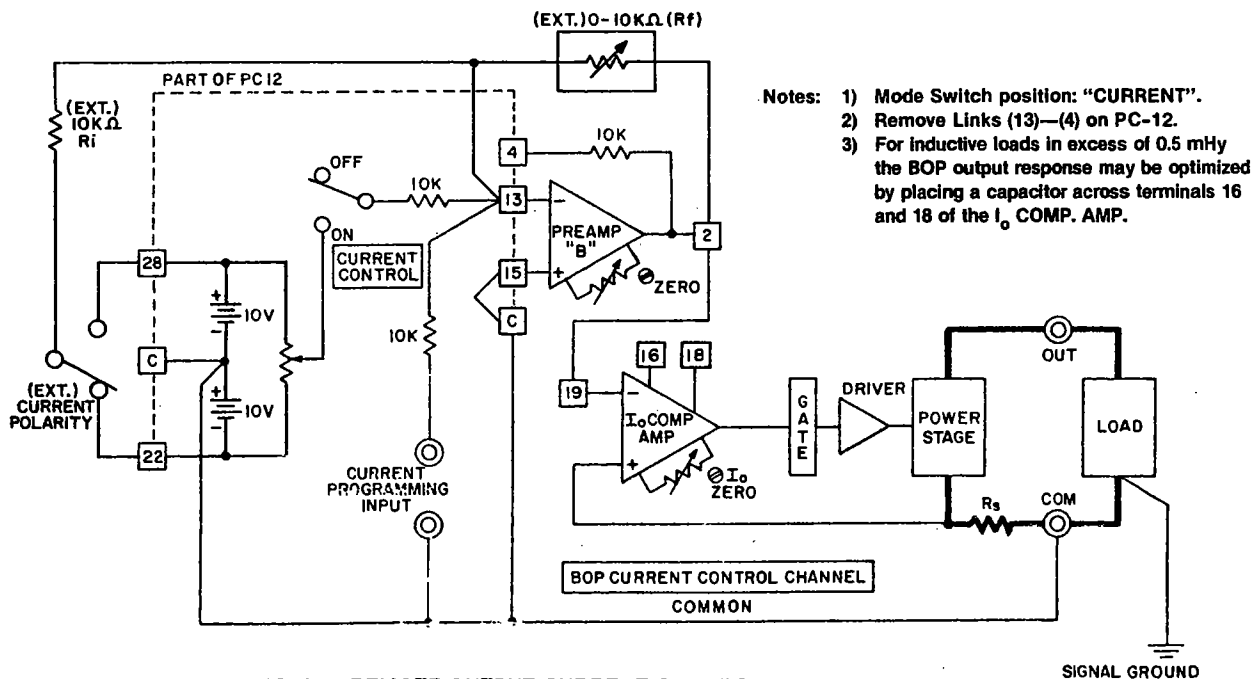 (EXT.) 0-10KΩ (Rf)
PART OF PC 12
(EXT.)
10KΩ
Ri
Notes: 1) Mode Switch position: "CURRENT".
2) Remove Links (13)—(4) on PC-12.
3) For inductive loads in excess of 0.5 mHy
the BOP output response may be optimized
by placing a capacitor across terminals 16
and 18 of the Io COMP. AMP.
4
10K
OFF
10K
13
−
PREAMP
"B"
2
ON
CURRENT
CONTROL
15
+
ZERO
C
28
+
10V
-
C
10K
+
10V
-
(EXT.)
CURRENT
POLARITY
22
16
18
19
−
Io COMP
AMP
+
Io
ZERO
GATE
DRIVER
POWER
STAGE
OUT
LOAD
Rs
COM
CURRENT
PROGRAMMING
INPUT
BOP CURRENT CONTROL CHANNEL
COMMON
SIGNAL GROUND